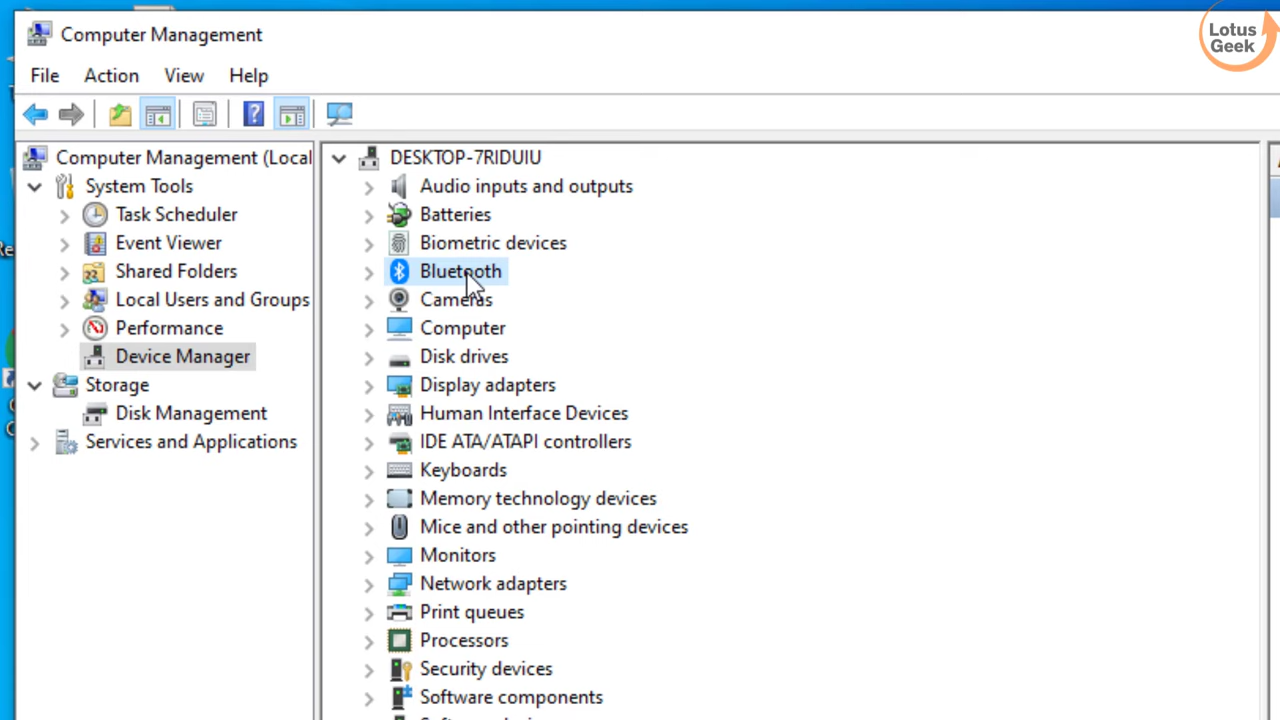 Computer Management
Lotus
Geek
File Action View Help
Computer Management (Local
System Tools
Task Scheduler
Event Viewer
Shared Folders
Local Users and Groups
Performance
Device Manager
Storage
Disk Management
Services and Applications
DESKTOP-7RIDUIU
Audio inputs and outputs
Batteries
Biometric devices
Bluetooth
Cameras
Computer
Disk drives
Display adapters
Human Interface Devices
IDE ATA/ATAPI controllers
Keyboards
Memory technology devices
Mice and other pointing devices
Monitors
Network adapters
Print queues
Processors
Security devices
Software components